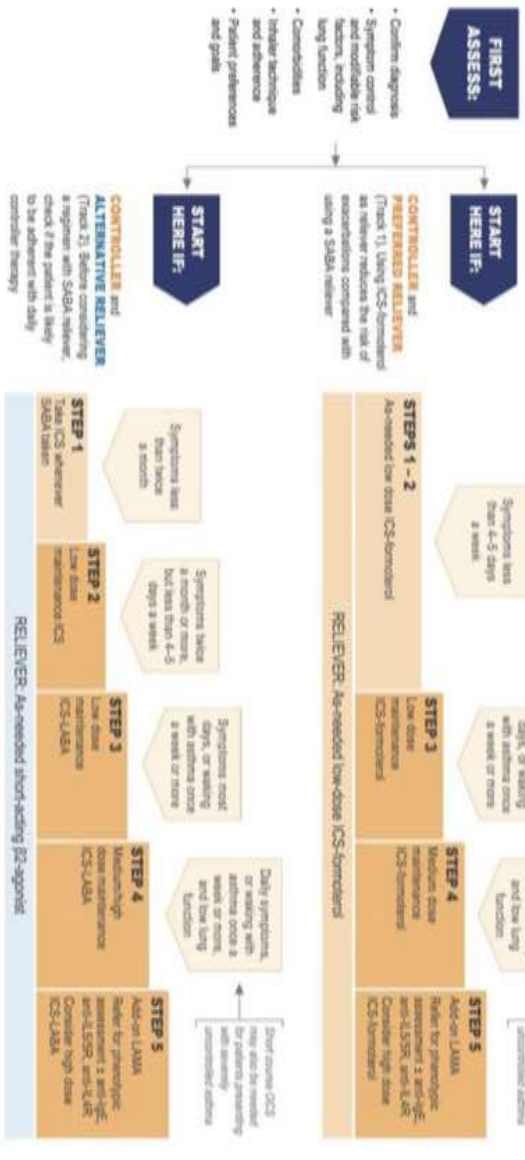 FIRST
ASSESS:
• Confirm diagnosis
• Symptom control
and modifiable risk
factors, including
lung function
• Comorbidities
• Inhaler technique
and adherence
• Patient preferences
and goals
START
HERE IF:
CONTROLLER and
PREFERRED RELIEVER
(Track 1). Using ICS-formoterol
as reliever reduces the risk of
exacerbations compared with
using a SABA reliever
Symptoms less
than 4–5 days
a week
days, or waking
with asthma once
a week or more
and low lung
function
STEPS 1 – 2
As-needed low dose ICS-formoterol
STEP 3
Low dose
maintenance
ICS-formoterol
STEP 4
Medium dose
maintenance
ICS-formoterol
STEP 5
Add-on LAMA
Refer for phenotypic
assessment ± anti-IgE,
anti-IL5/5R, anti-IL4R
Consider high dose
ICS-formoterol
RELIEVER: As-needed low-dose ICS-formoterol
START
HERE IF:
CONTROLLER and
ALTERNATIVE RELIEVER
(Track 2). Before considering
a regimen with SABA reliever,
check if the patient is likely
to be adherent with daily
controller therapy
Symptoms less
than twice
a month
Symptoms twice
a month or more,
but less than 4–5
days a week
Symptoms most
days, or waking
with asthma once
a week or more
Daily symptoms,
or waking with
asthma once a
week or more,
and low lung
function
Short course OCS
may also be needed
for patients presenting
with severely
uncontrolled asthma
STEP 1
Take ICS whenever
SABA taken
STEP 2
Low dose
maintenance ICS
STEP 3
Low dose
maintenance
ICS-LABA
STEP 4
Medium/high
dose maintenance
ICS-LABA
STEP 5
Add-on LAMA
Refer for phenotypic
assessment ± anti-IgE,
anti-IL5/5R, anti-IL4R
Consider high dose
ICS-LABA
RELIEVER: As-needed short-acting β2-agonist